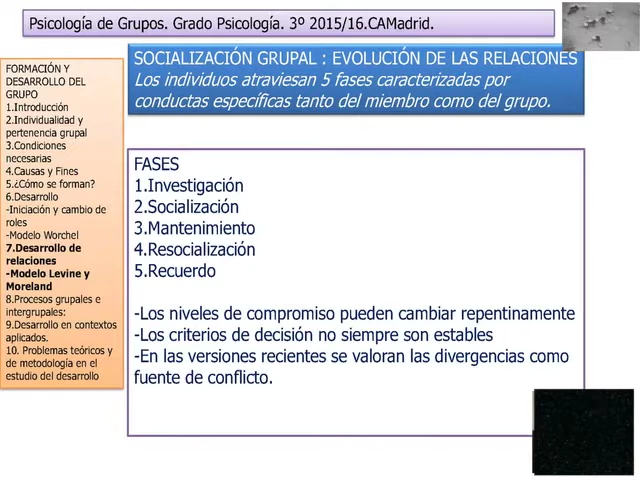 Psicología de Grupos. Grado Psicología. 3º 2015/16.CAMadrid.
SOCIALIZACIÓN GRUPAL : EVOLUCIÓN DE LAS RELACIONES
Los individuos atraviesan 5 fases caracterizadas por
conductas específicas tanto del miembro como del grupo.
FORMACIÓN Y
DESARROLLO DEL
GRUPO
1.Introducción
2.Individualidad y
pertenencia grupal
3.Condiciones
necesarias
4.Causas y Fines
5.¿Cómo se forman?
6.Desarrollo
-Iniciación y cambio de
roles
-Modelo Worchel
7.Desarrollo de
relaciones
-Modelo Levine y
Moreland
8.Procesos grupales e
intergrupales:
9.Desarrollo en contextos
aplicados.
10. Problemas teóricos y
de metodología en el
estudio del desarrollo
FASES
1.Investigación
2.Socialización
3.Mantenimiento
4.Resocialización
5.Recuerdo
-Los niveles de compromiso pueden cambiar repentinamente
-Los criterios de decisión no siempre son estables
-En las versiones recientes se valoran las divergencias como
fuente de conflicto.